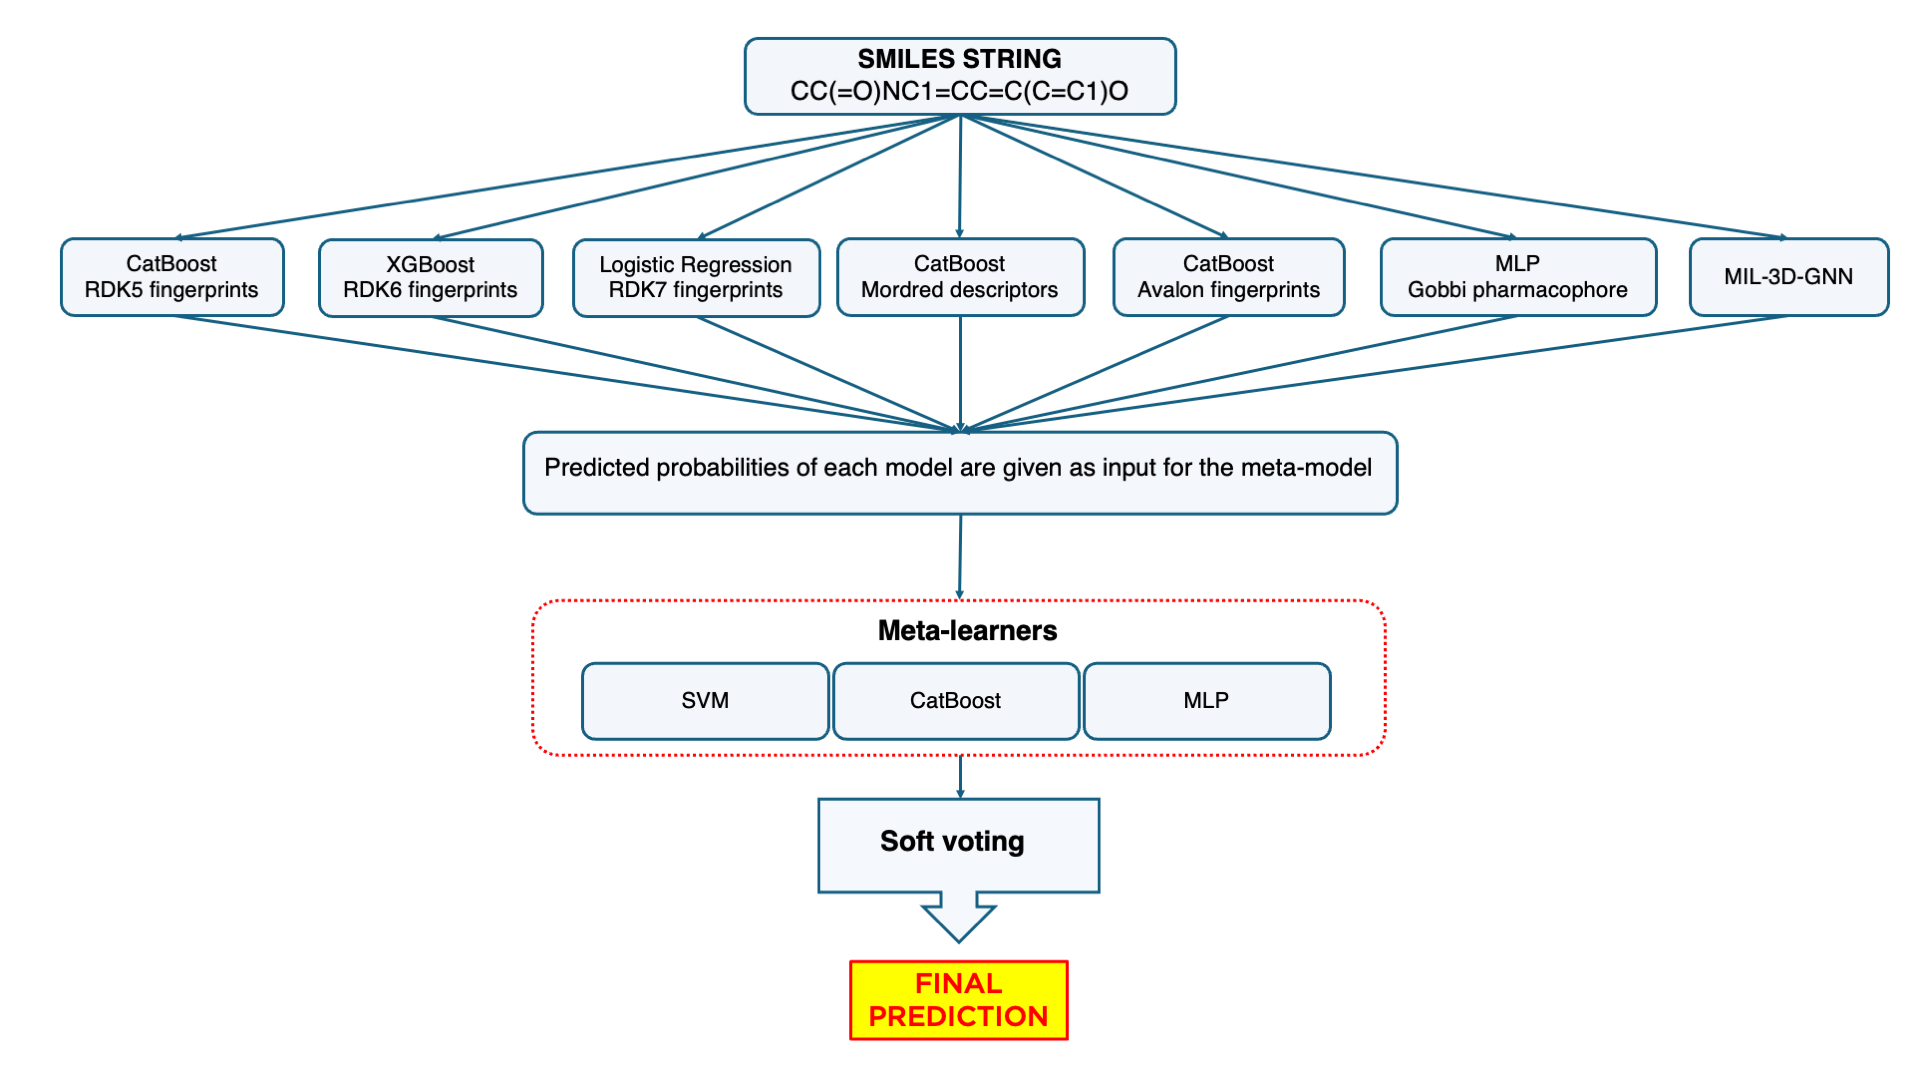 SMILES STRING
CC(=O)NC1=CC=C(C=C1)O
CatBoost
RDK5 fingerprints
XGBoost
RDK6 fingerprints
Logistic Regression
RDK7 fingerprints
CatBoost
Mordred descriptors
CatBoost
Avalon fingerprints
MLP
Gobbi pharmacophore
MIL-3D-GNN
Predicted probabilities of each model are given as input for the meta-model
Meta-learners
SVM
CatBoost
MLP
Soft voting
FINAL
PREDICTION